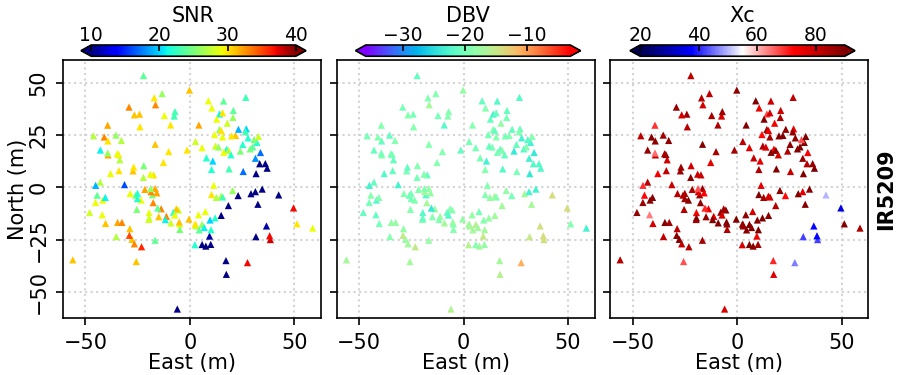 SNR DBV Xc
10 20 30 40 −30 −20 −10 20 40 60 80
North (m)
50
25
0
−25
−50
−50 0 50 −50 0 50 −50 0 50
East (m) East (m) East (m)
IR5209